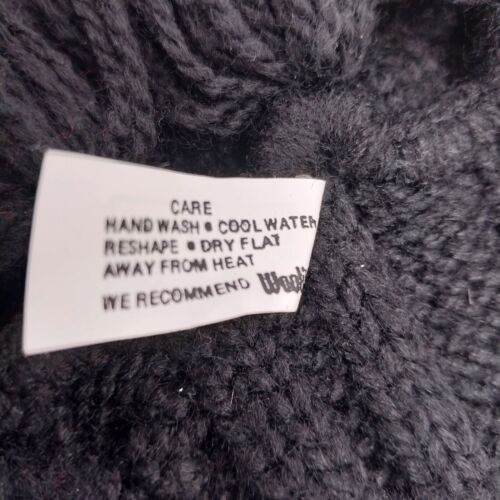 CARE
HAND WASH • COOL WATER
RESHAPE • DRY FLAT
AWAY FROM HEAT
WE RECOMMEND